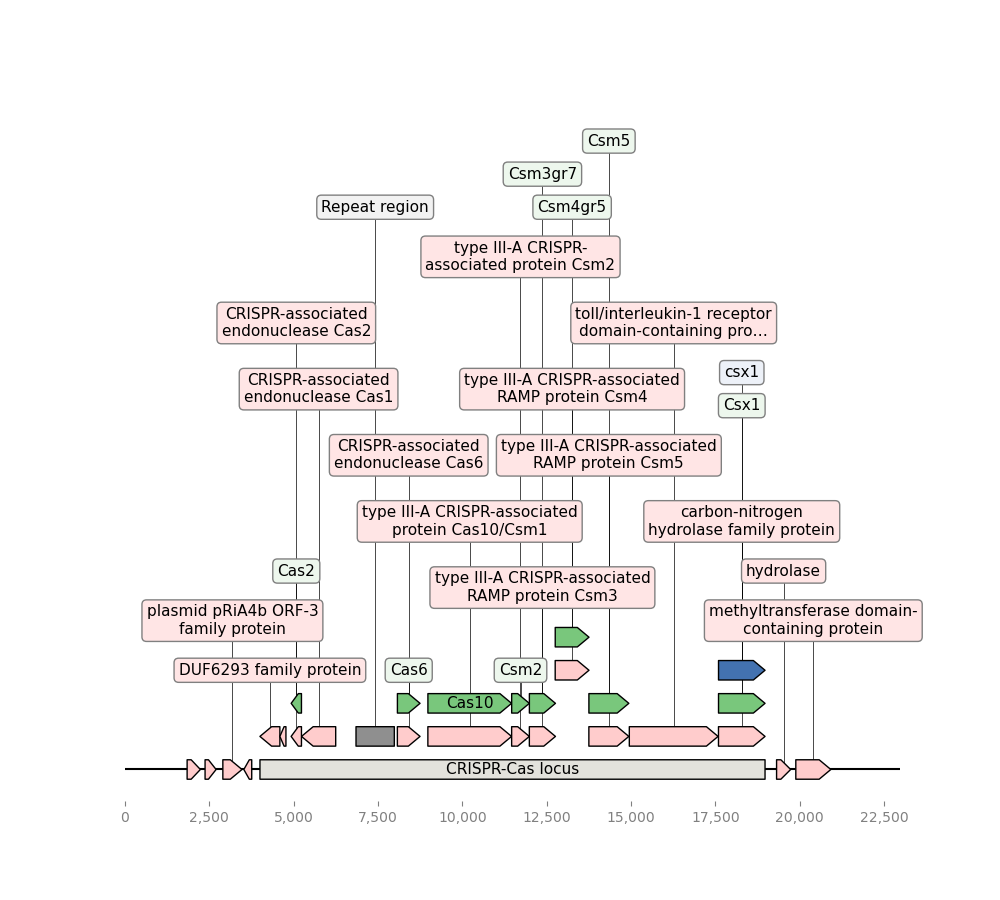 Csm5
Csm3gr7
Repeat region
Csm4gr5
type III-A CRISPR-
associated protein Csm2
CRISPR-associated
endonuclease Cas2
toll/interleukin-1 receptor
domain-containing pro...
CRISPR-associated
endonuclease Cas1
type III-A CRISPR-associated
RAMP protein Csm4
csx1
Csx1
CRISPR-associated
endonuclease Cas6
type III-A CRISPR-associated
RAMP protein Csm5
type III-A CRISPR-associated
protein Cas10/Csm1
carbon-nitrogen
hydrolase family protein
Cas2
hydrolase
type III-A CRISPR-associated
RAMP protein Csm3
plasmid pRiA4b ORF-3
family protein
methyltransferase domain-
containing protein
DUF6293 family protein
Cas6
Csm2
Cas10
CRISPR-Cas locus
0 2,500 5,000 7,500 10,000 12,500 15,000 17,500 20,000 22,500